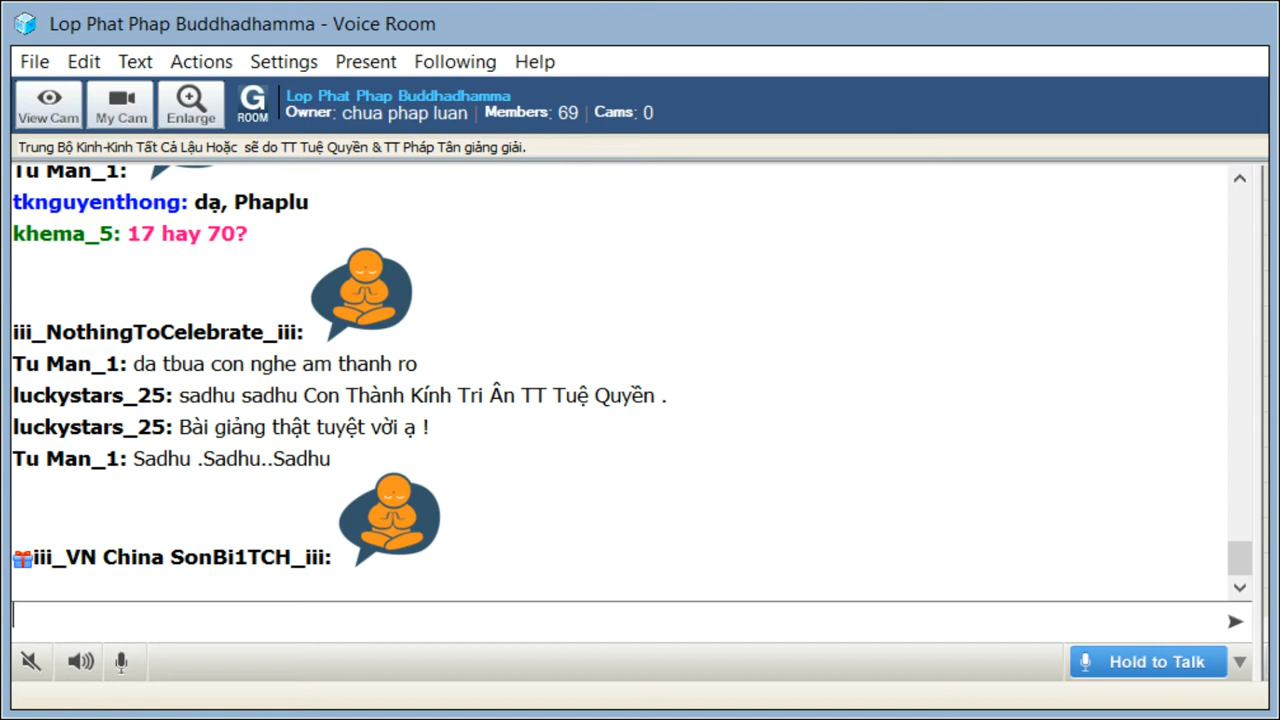 Lop Phat Phap Buddhadhamma - Voice Room
File Edit Text Actions Settings Present Following Help
View Cam My Cam Enlarge G ROOM
Lop Phat Phap Buddhadhamma
Owner: chua phap luan | Members: 69 | Cams: 0
Trung Bộ Kinh-Kinh Tất Cả Lậu Hoặc sẽ do TT Tuệ Quyền & TT Pháp Tân giảng giải.
Tu Man_1:
tknguyenthong: dạ, Phaplu
khema_5: 17 hay 70?
iii_NothingToCelebrate_iii:
Tu Man_1: da tbua con nghe am thanh ro
luckystars_25: sadhu sadhu Con Thành Kính Tri Ân TT Tuệ Quyền .
luckystars_25: Bài giảng thật tuyệt vời ạ !
Tu Man_1: Sadhu .Sadhu..Sadhu
iii_VN China SonBi1TCH_iii:
Hold to Talk